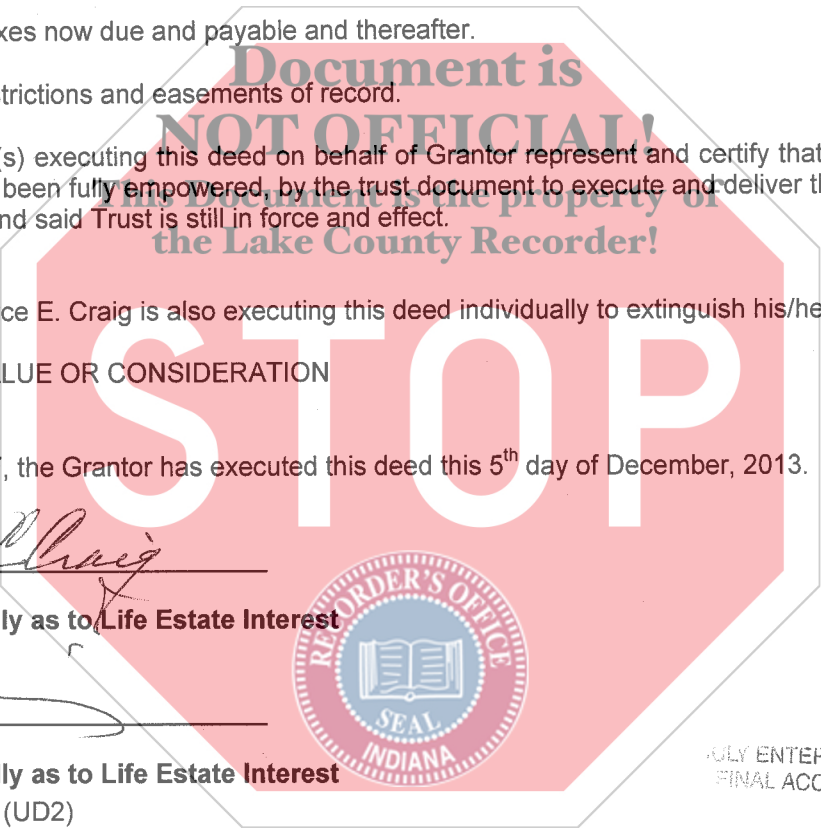 xes now due and payable and thereafter.
Document is
strictions and easements of record.
NOT OFFICIAL!
(s) executing this deed on behalf of Grantor represent and certify that
been fully empowered, by the trust document to execute and deliver th
This Document is the property of
nd said Trust is still in force and effect.
the Lake County Recorder!
ce E. Craig is also executing this deed individually to extinguish his/he
LUE OR CONSIDERATION
STOP
, the Grantor has executed this deed this 5th day of December, 2013.
Craig
lly as to Life Estate Interest
RECORDER'S OFFICE
SEAL
INDIANA
ULY ENTER
FINAL ACC
lly as to Life Estate Interest
(UD2)